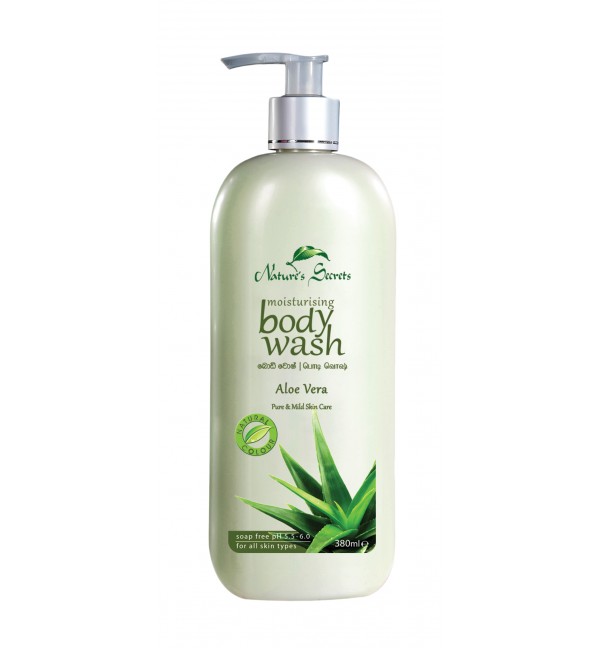 Nature's Secrets
moisturising
body
wash
බොඩි වොෂ් | பொடி வொஷ்
Aloe Vera
Pure & Mild Skin Care
NATURAL
COLOUR
soap free pH 5.5-6.0
for all skin types
380ml℮